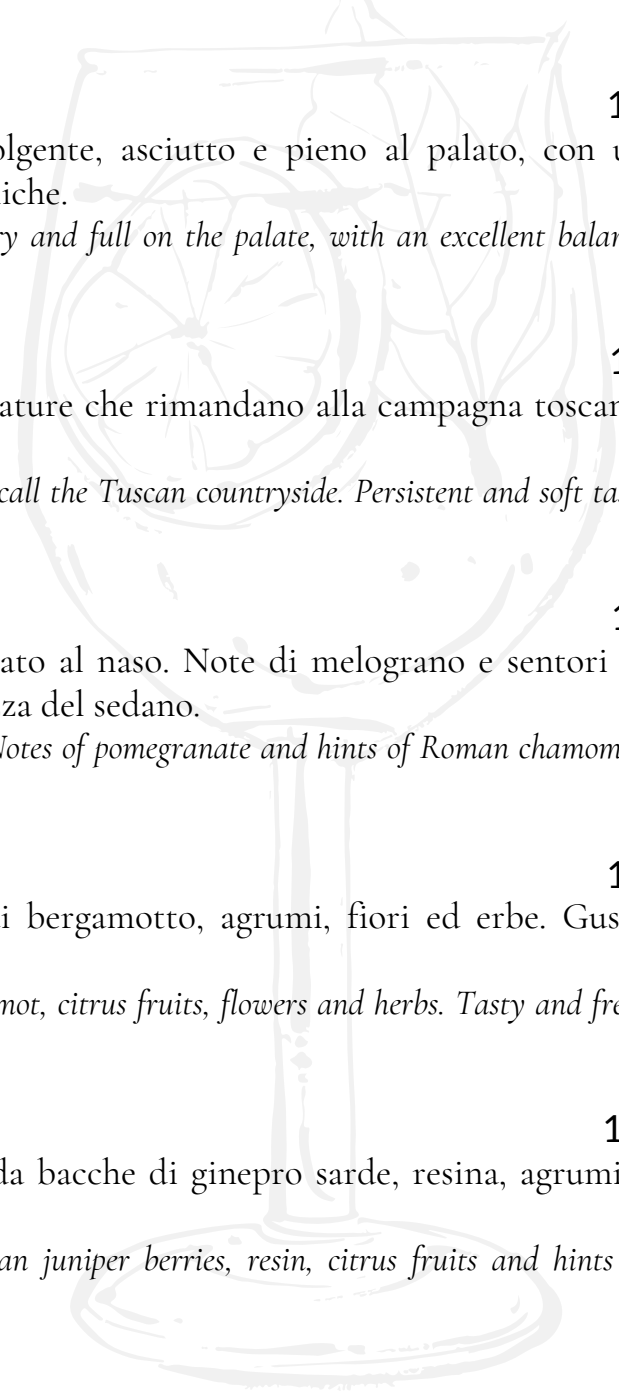 1
olgente, asciutto e pieno al palato, con
iche.
ry and full on the palate, with an excellent balan
1
ature che rimandano alla campagna toscan
call the Tuscan countryside. Persistent and soft tas
1
ato al naso. Note di melograno e sentori
za del sedano.
Notes of pomegranate and hints of Roman chamom
1
i bergamotto, agrumi, fiori ed erbe. Gus
mot, citrus fruits, flowers and herbs. Tasty and fre
1
da bacche di ginepro sarde, resina, agrumi
an juniper berries, resin, citrus fruits and hints